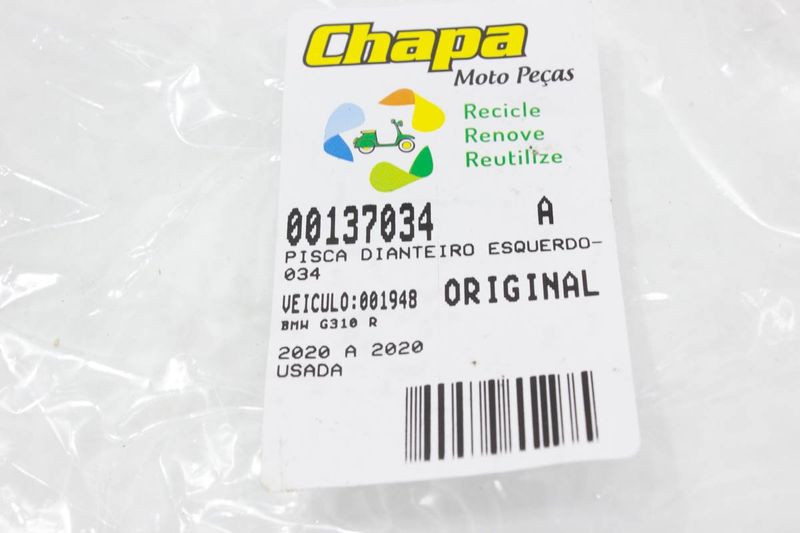 Chapa
Moto Peças
Recicle
Renove
Reutilize
00137034 A
PISCA DIANTEIRO ESQUERDO-
034
VEICULO:001948 ORIGINAL
BMW G310 R
2020 A 2020
USADA